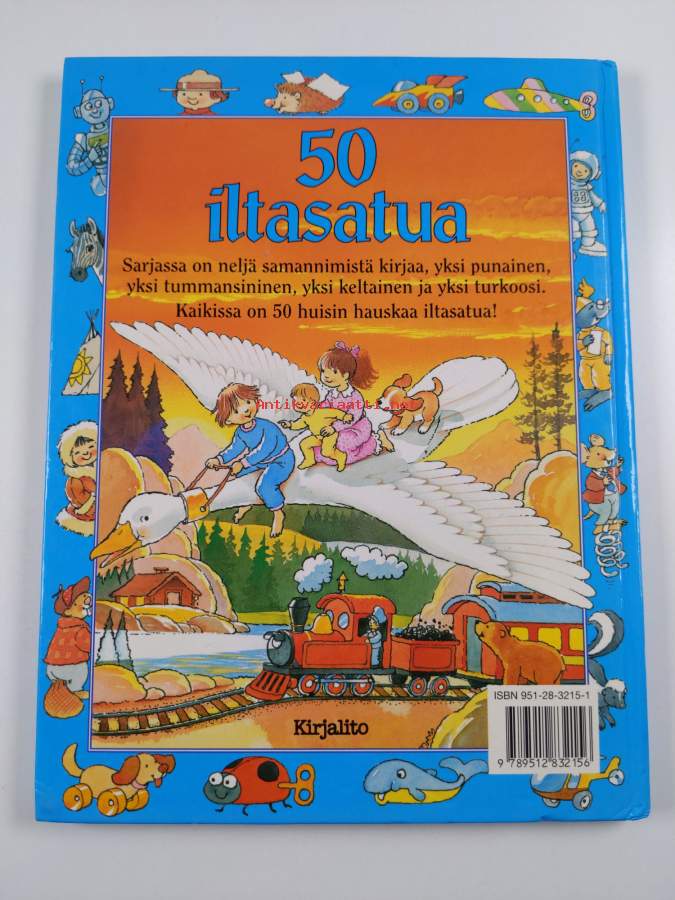 50
iltasatua
Sarjassa on neljä samannimistä kirjaa, yksi punainen,
yksi tummansininen, yksi keltainen ja yksi turkoosi.
Kaikissa on 50 huisin hauskaa iltasatua!
Antikvariaatti.net
Kirjalito
ISBN 951-28-3215-1
9 789512 832156